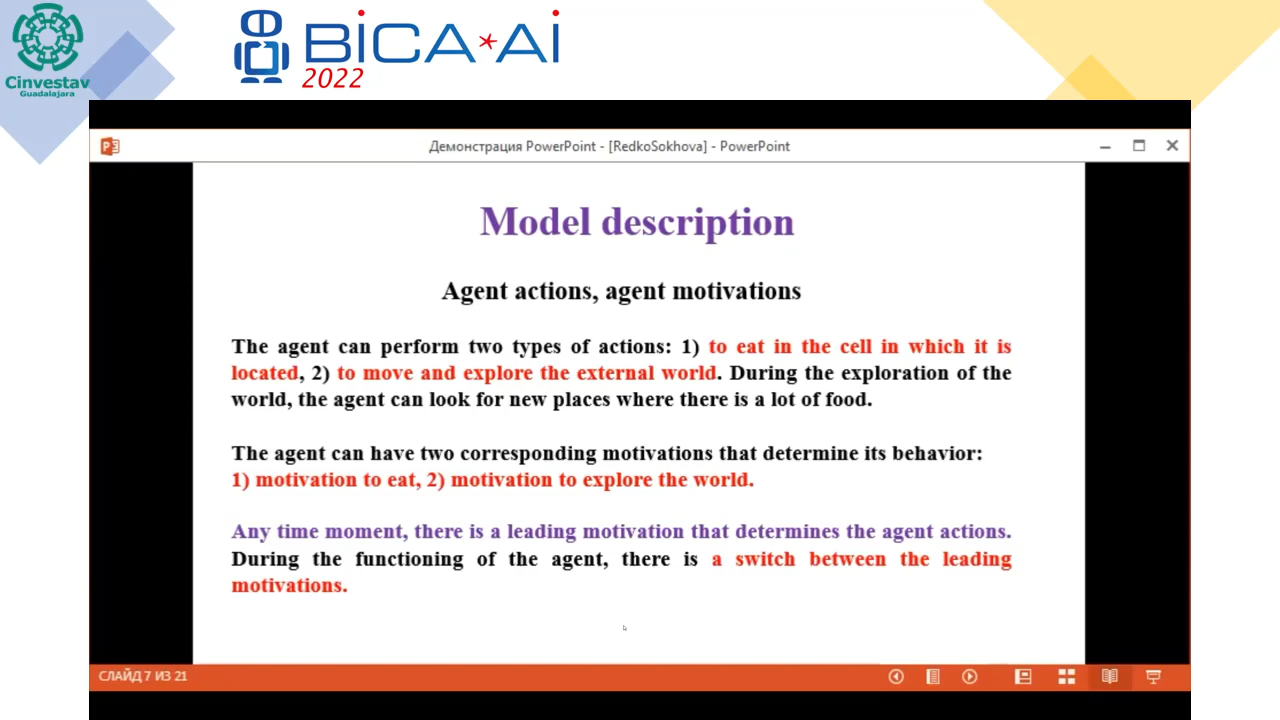 Cinvestav
Guadalajara
BiCA*Ai
2022
Демонстрация PowerPoint - [RedkoSokhova] - PowerPoint
Model description
Agent actions, agent motivations
The agent can perform two types of actions: 1) to eat in the cell in which it is
located, 2) to move and explore the external world. During the exploration of the
world, the agent can look for new places where there is a lot of food.
The agent can have two corresponding motivations that determine its behavior:
1) motivation to eat, 2) motivation to explore the world.
Any time moment, there is a leading motivation that determines the agent actions.
During the functioning of the agent, there is a switch between the leading
motivations.
СЛАЙД 7 ИЗ 21